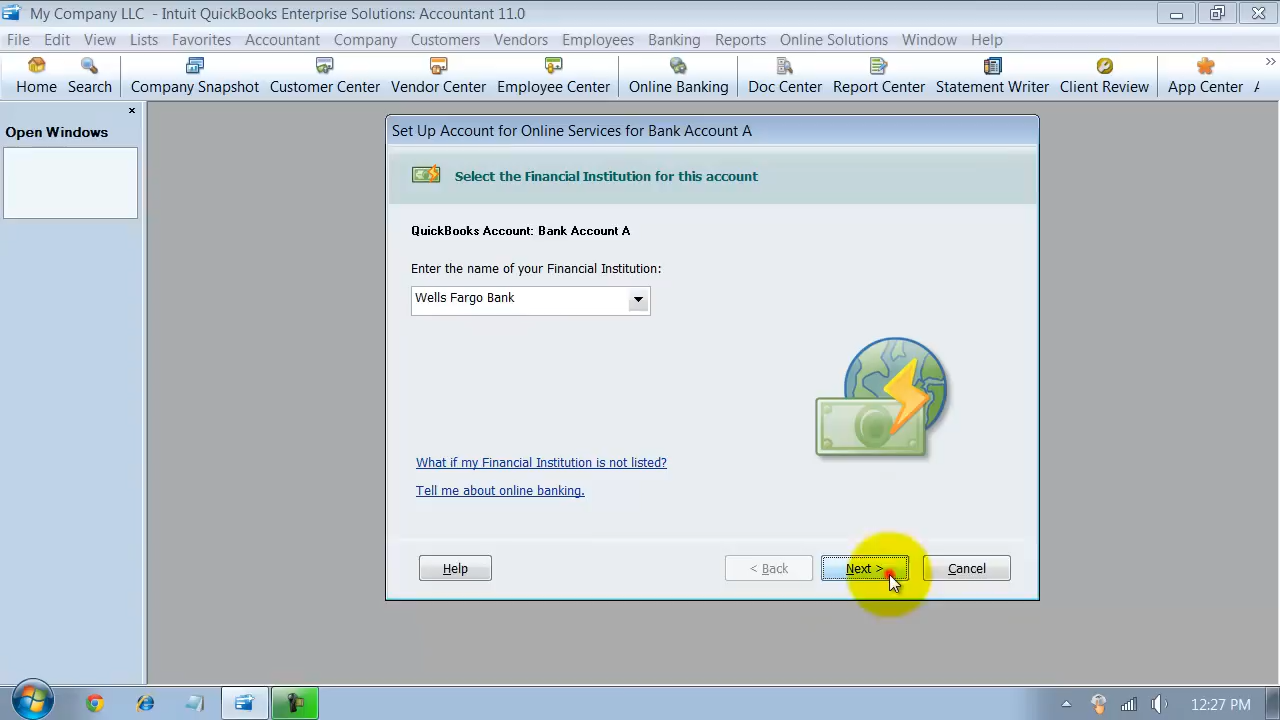 My Company LLC - Intuit QuickBooks Enterprise Solutions: Accountant 11.0
File Edit View Lists Favorites Accountant Company Customers Vendors Employees Banking Reports Online Solutions Window Help
Home Search Company Snapshot Customer Center Vendor Center Employee Center Online Banking Doc Center Report Center Statement Writer Client Review App Center
Open Windows
Set Up Account for Online Services for Bank Account A
Select the Financial Institution for this account
QuickBooks Account: Bank Account A
Enter the name of your Financial Institution:
Wells Fargo Bank
What if my Financial Institution is not listed?
Tell me about online banking.
Help < Back Next > Cancel
12:27 PM